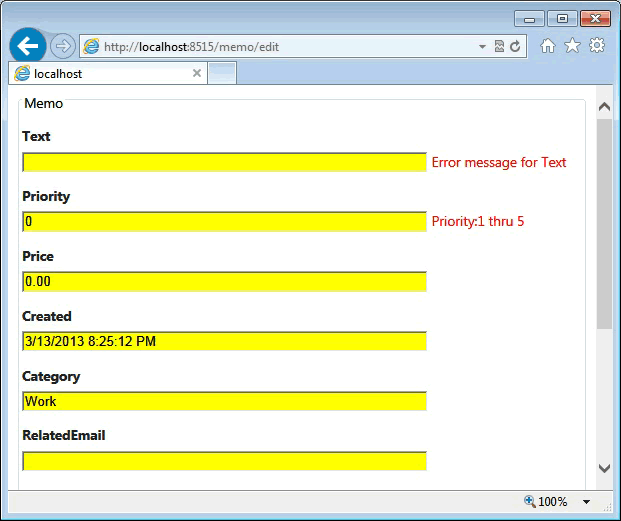 http://localhost:8515/memo/edit
localhost
Memo
Text
Error message for Text
Priority
0 Priority:1 thru 5
Price
0.00
Created
3/13/2013 8:25:12 PM
Category
Work
RelatedEmail
100%